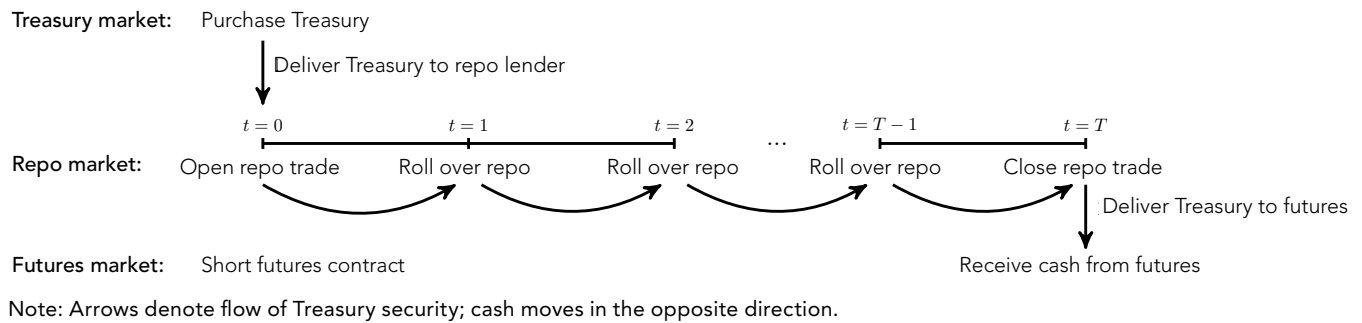 Treasury market: Purchase Treasury
Deliver Treasury to repo lender
t = 0 t = 1 t = 2 ... t = T − 1 t = T
Repo market: Open repo trade Roll over repo Roll over repo Roll over repo Close repo trade
Deliver Treasury to futures
Futures market: Short futures contract Receive cash from futures
Note: Arrows denote flow of Treasury security; cash moves in the opposite direction.